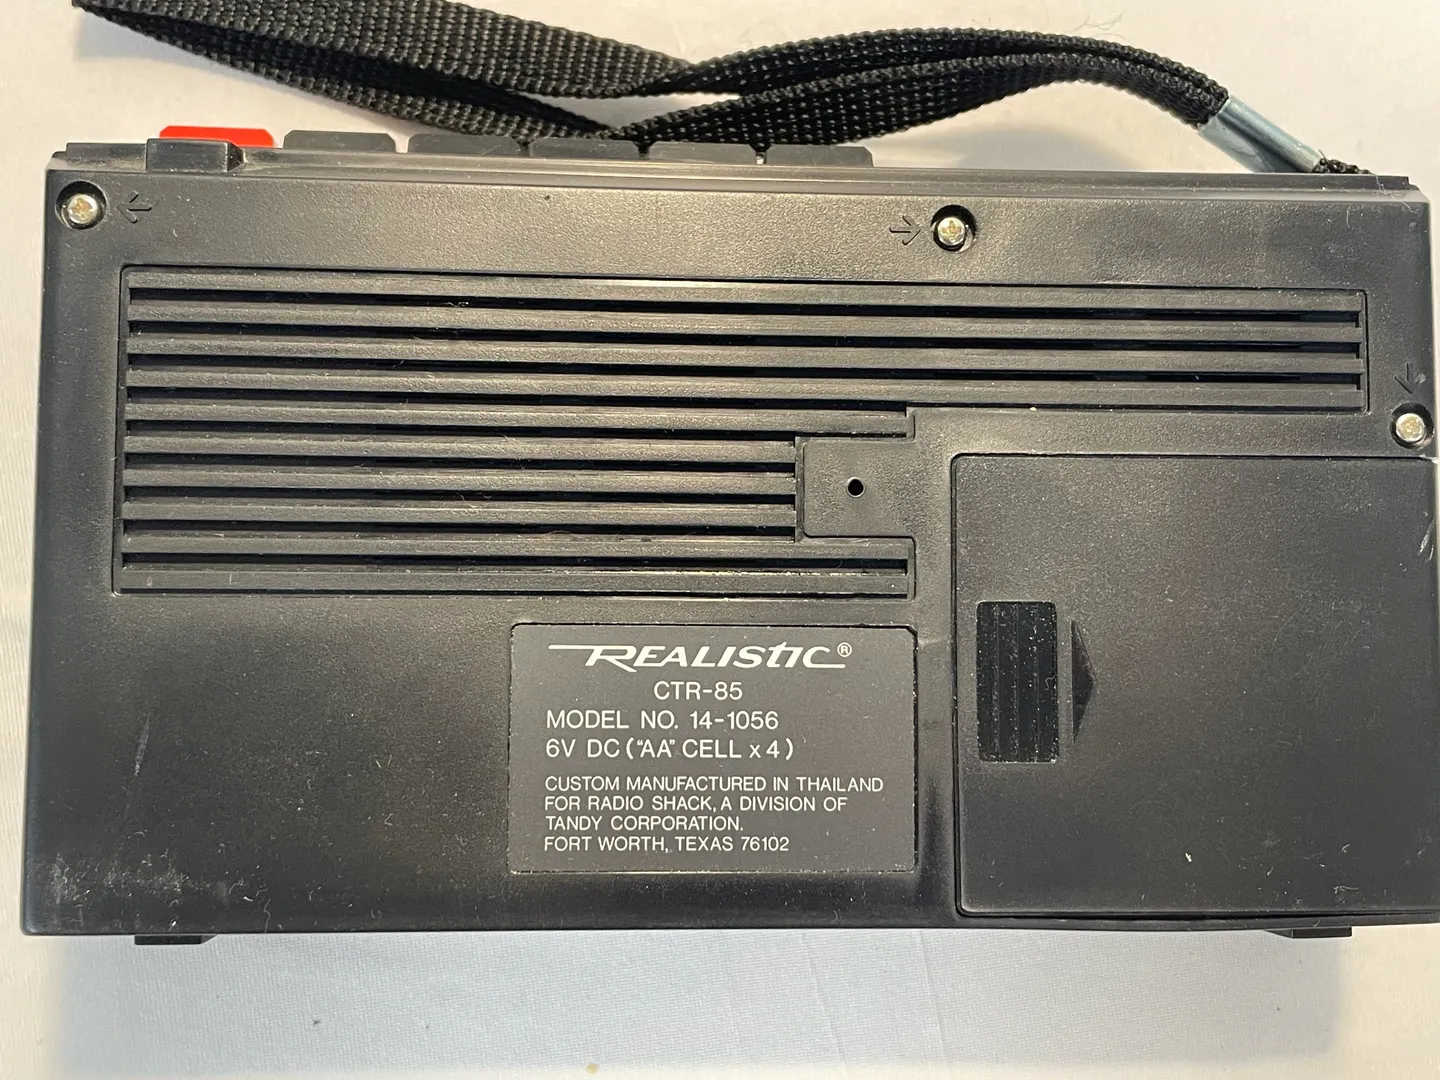 REALISTIC®
CTR-85
MODEL NO. 14-1056
6V DC ("AA" CELL x 4)
CUSTOM MANUFACTURED IN THAILAND
FOR RADIO SHACK, A DIVISION OF
TANDY CORPORATION.
FORT WORTH, TEXAS 76102